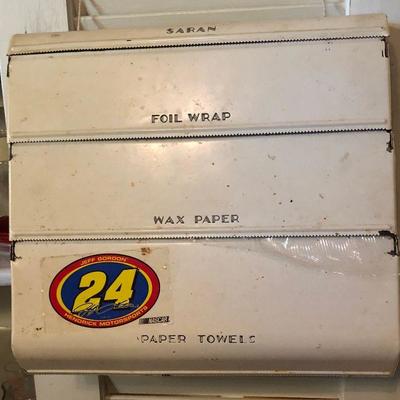 SARAN
FOIL WRAP
WAX PAPER
JEFF GORDON
24
HENDRICK MOTORSPORTS
NASCAR
PAPER TOWELS